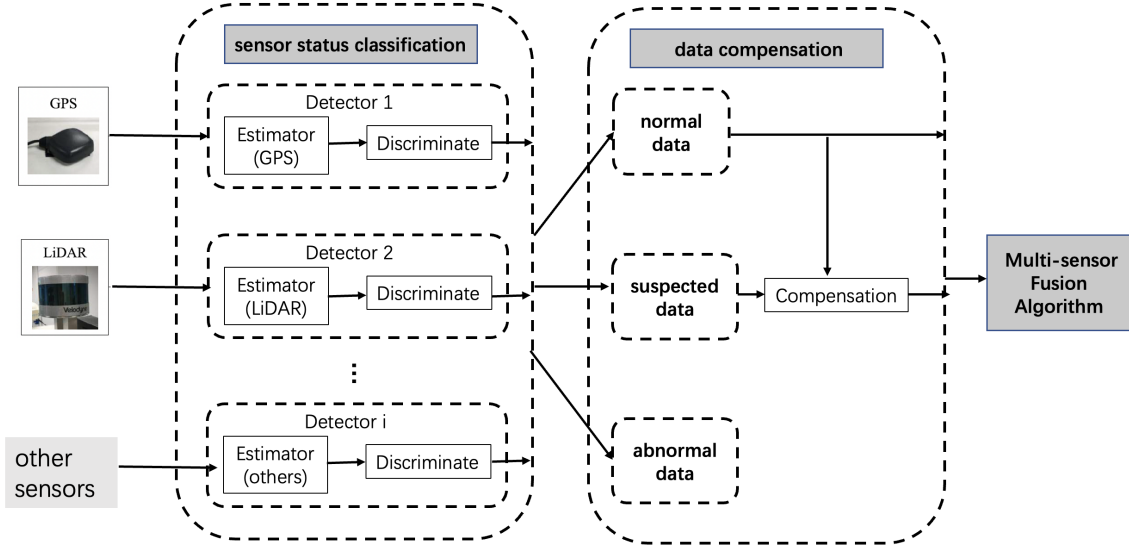 sensor status classification
data compensation
GPS
Detector 1
Estimator
(GPS)
Discriminate
normal
data
LiDAR
Velodyne
Detector 2
Estimator
(LiDAR)
Discriminate
suspected
data
Compensation
Multi-sensor
Fusion
Algorithm
Detector i
Estimator
(others)
Discriminate
other
sensors
abnormal
data